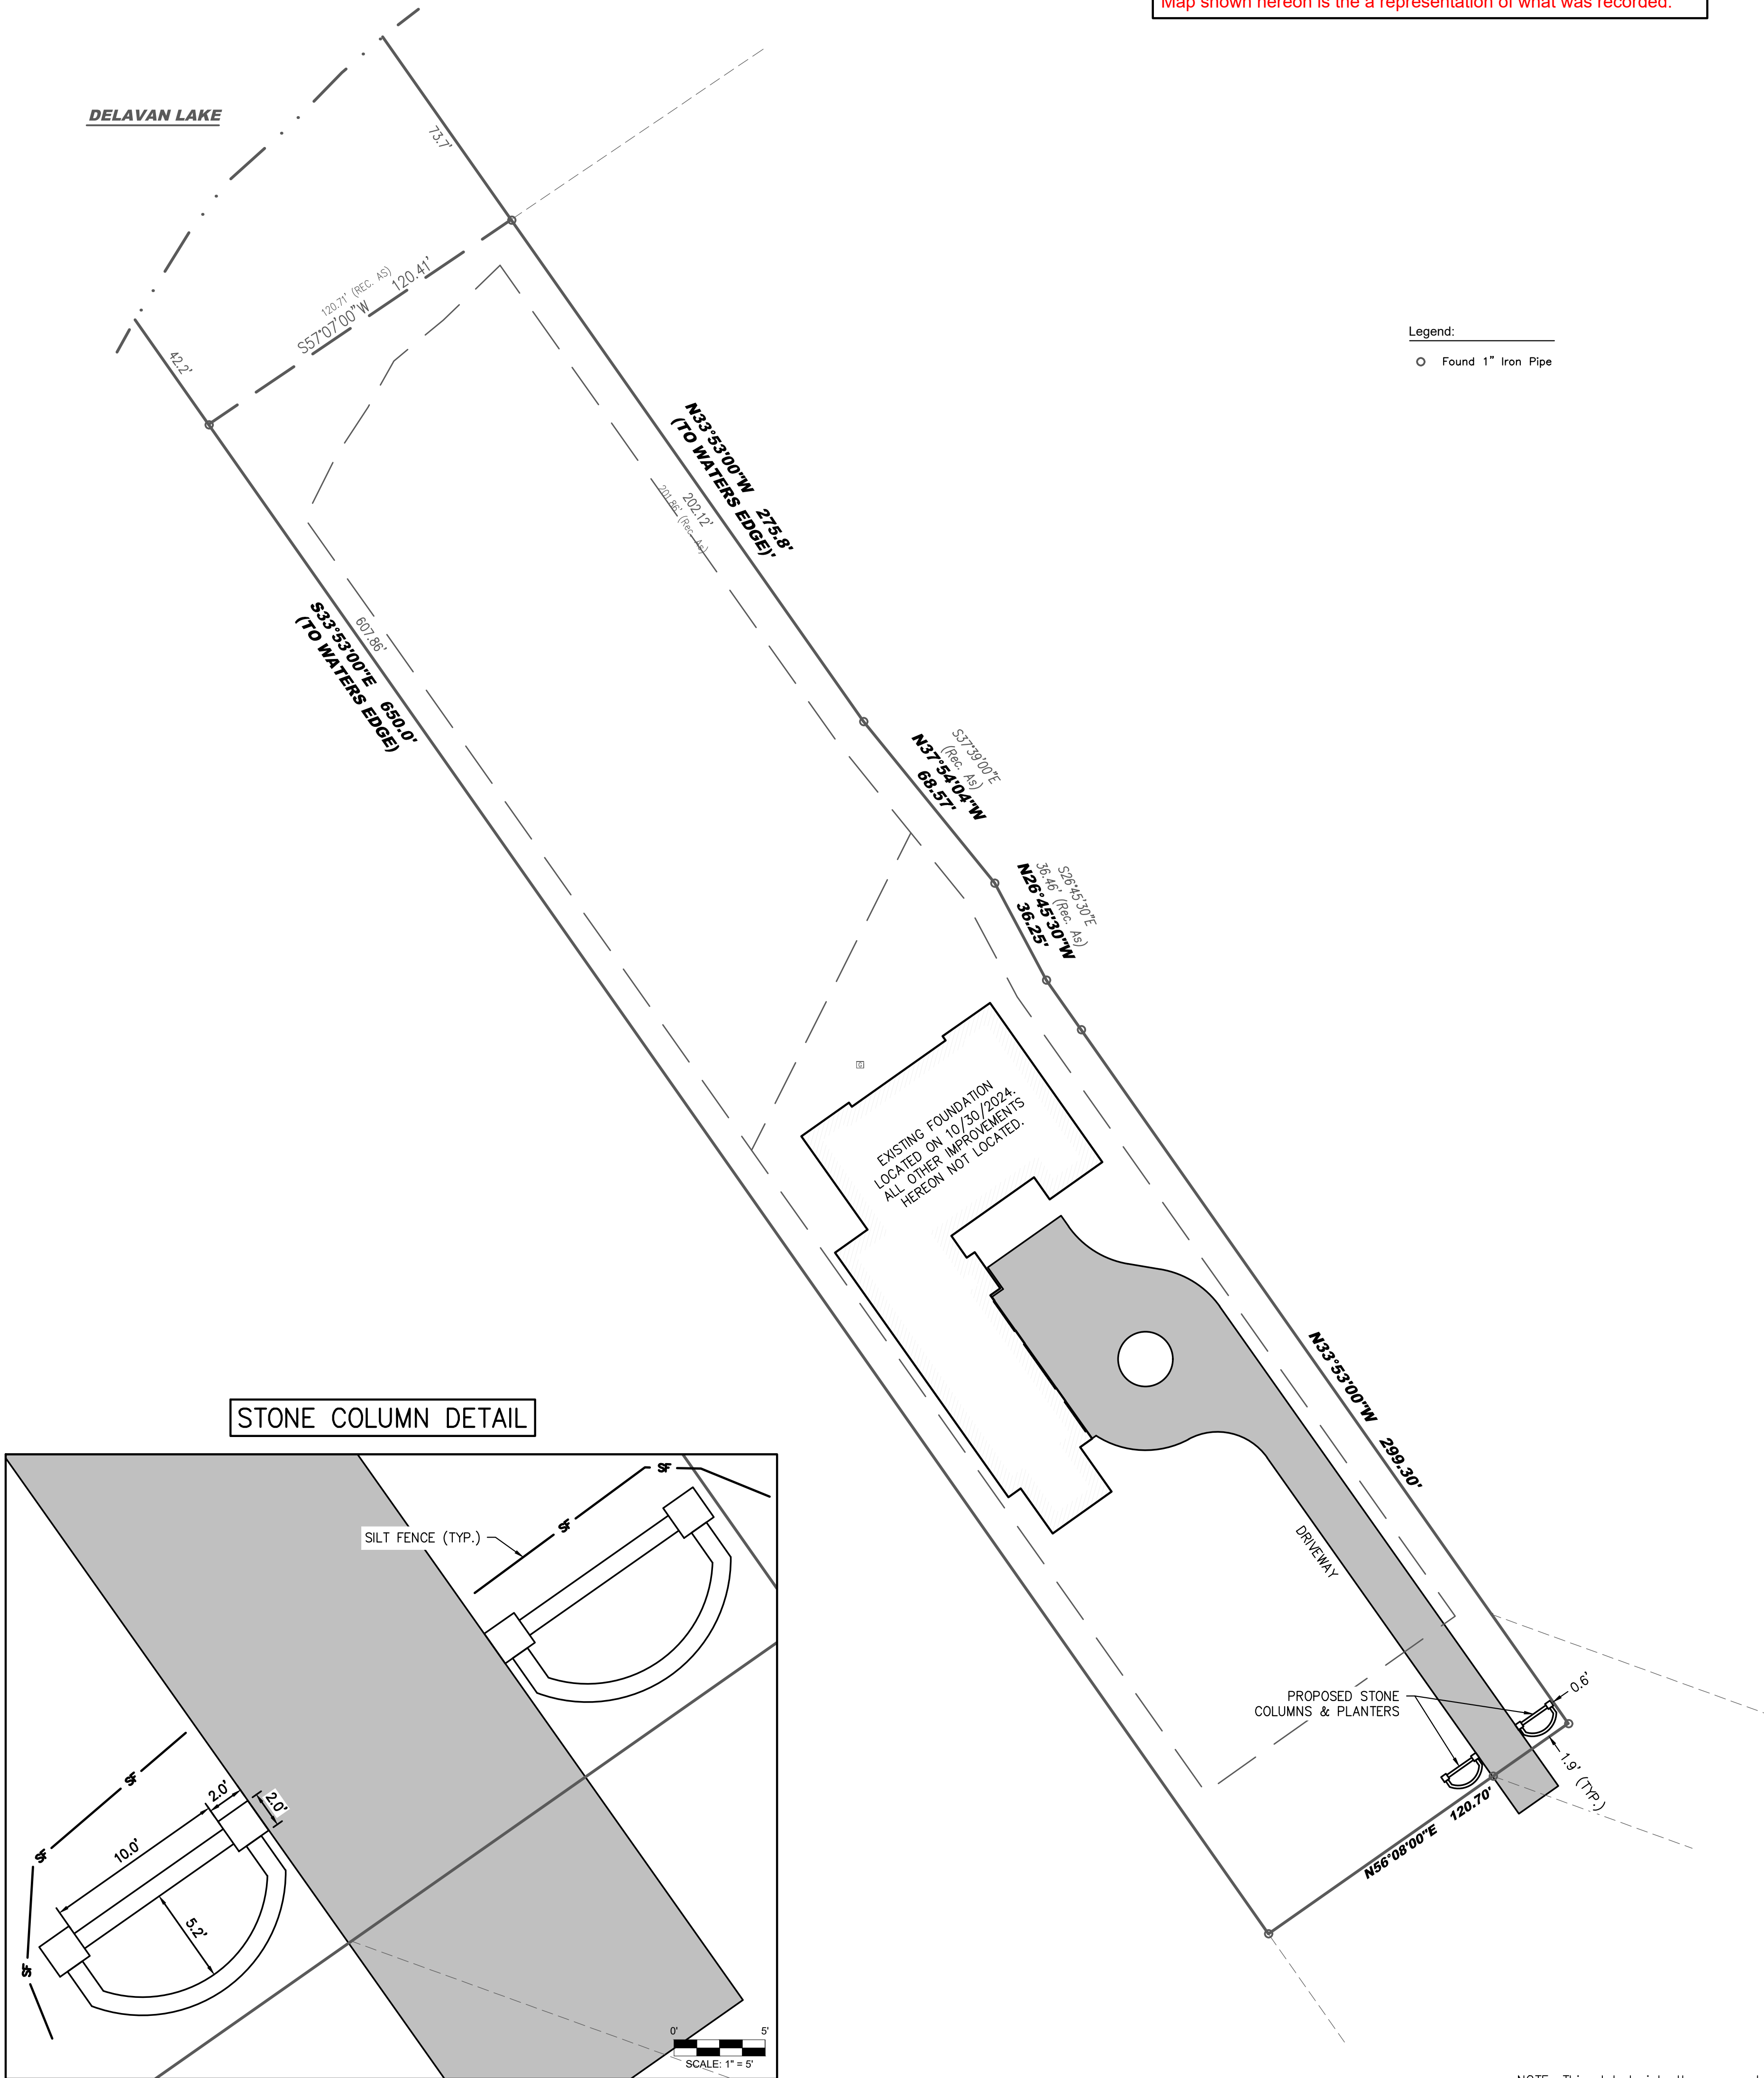 Map shown hereon is the a representation of what was recorded.
DELAVAN LAKE
73.7'
120.71' (REC. AS)
S57°07'00"W 120.41'
42.2'
Legend:
Found 1" Iron Pipe
N33°53'00"W 275.8'
(TO WATERS EDGE)'
202.12'
201.86' (Rec. As)
607.86'
S33°53'00"E 650.0'
(TO WATERS EDGE)
S37°39'00"E
(Rec. As)
N37°54'04"W
68.57'
S26°45'30"E
36.46' (Rec. As)
N26°45'30"W
36.25'
G
EXISTING FOUNDATION
LOCATED ON 10/30/2024.
ALL OTHER IMPROVEMENTS
HEREON NOT LOCATED.
N33°53'00"W 299.30'
DRIVEWAY
PROPOSED STONE
COLUMNS & PLANTERS
0.6'
1.9' (TYP.)
N56°08'00"E 120.70'
STONE COLUMN DETAIL
SF
SF
SILT FENCE (TYP.)
SF
SF
SF
2.0'
2.0'
10.0'
5.2'
0' 5'
SCALE: 1" = 5'